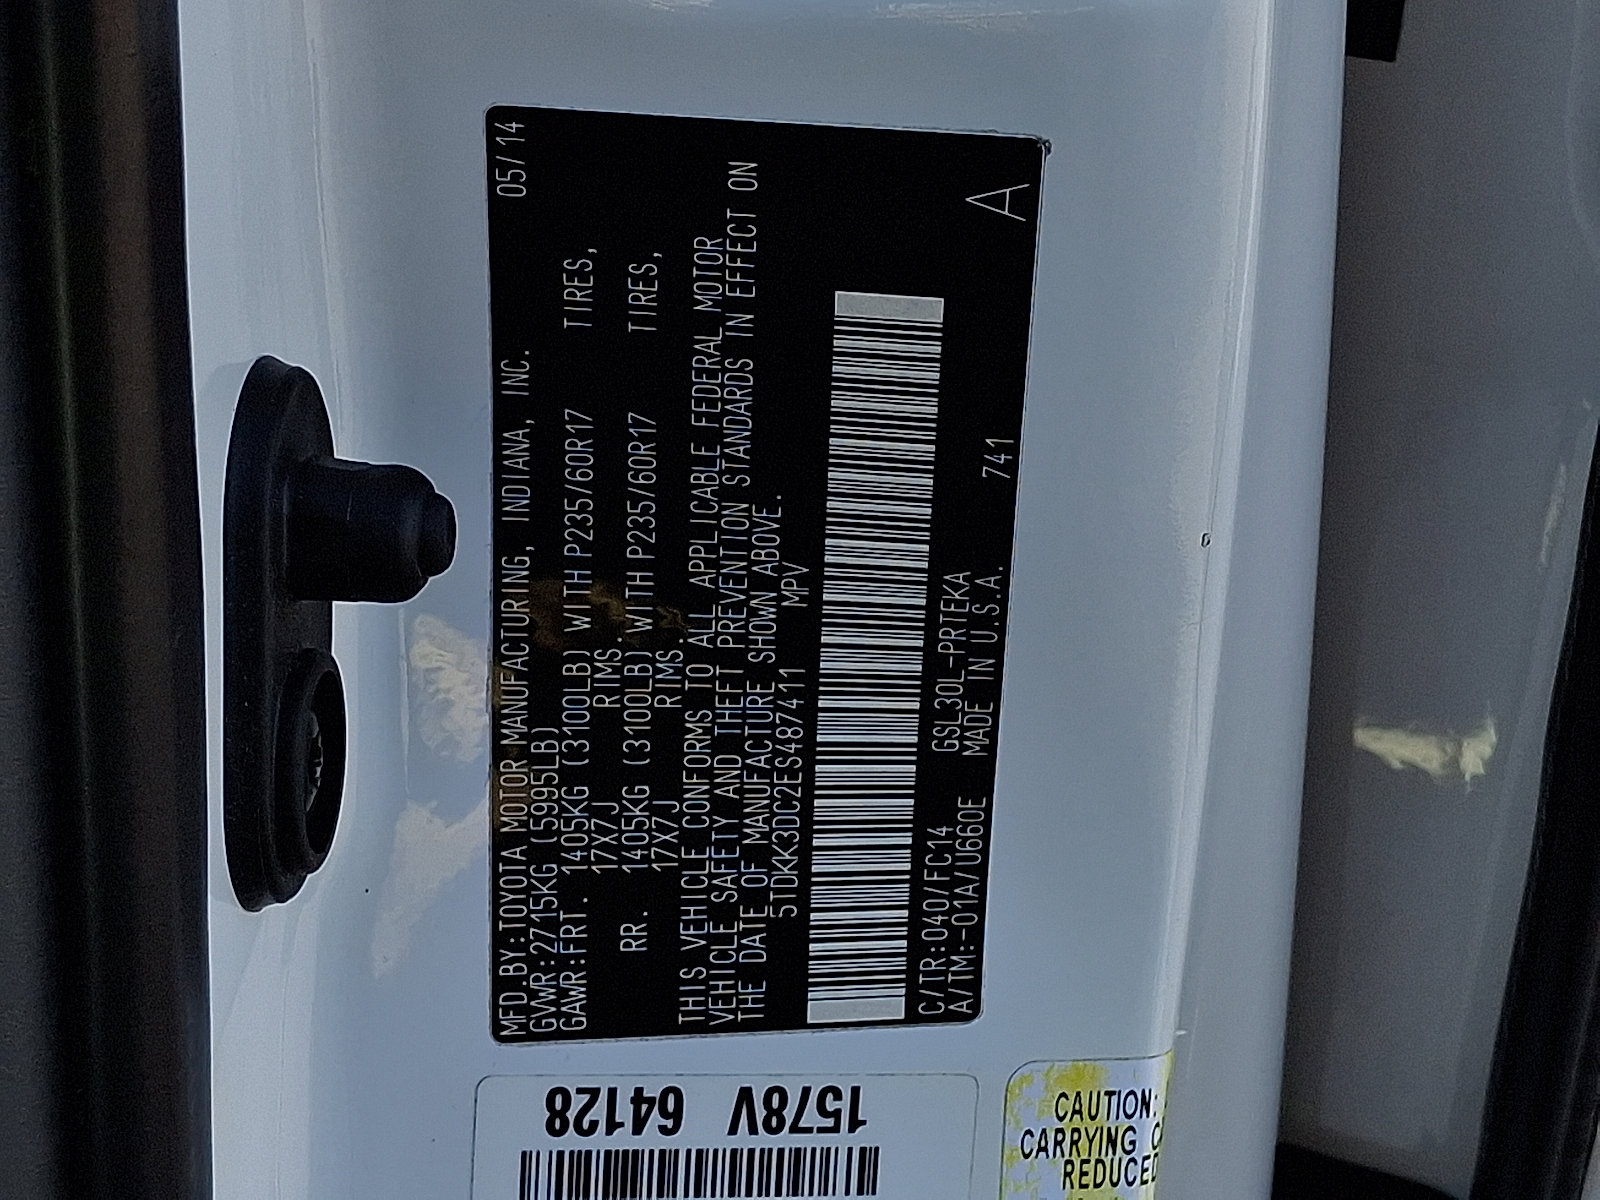 MFD.BY:TOYOTA MOTOR MANUFACTURING, INDIANA, INC. 05/14
GVWR:2715KG (5995LB)
GAWR:FRT. 1405KG (3100LB) WITH P235/60R17 TIRES,
17X7J RIMS.
RR. 1405KG (3100LB) WITH P235/60R17 TIRES,
17X7J RIMS.
THIS VEHICLE CONFORMS TO ALL APPLICABLE FEDERAL MOTOR
VEHICLE SAFETY AND THEFT PREVENTION STANDARDS IN EFFECT ON
THE DATE OF MANUFACTURE SHOWN ABOVE.
5TDKK3DC2ES487411 MPV
C/TR:040/FC14 GSL30L-PRTEKA
A/TM:-01A/U660E MADE IN U.S.A. 741
A
1578V 64128
CAUTION:
CARRYING
REDUCED